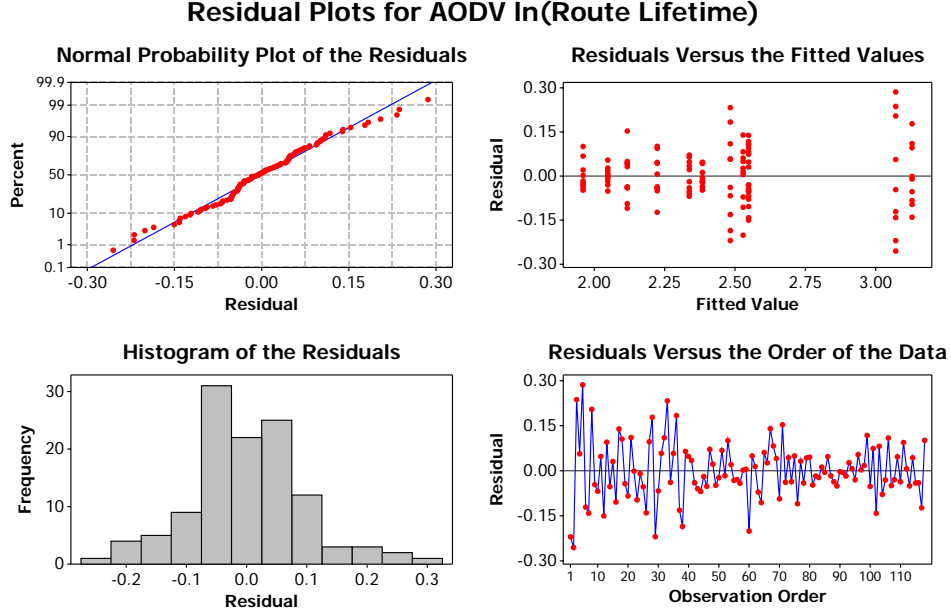 Residual Plots for AODV ln(Route Lifetime)
Normal Probability Plot of the Residuals
99.9
99
90
50
10
1
0.1
Percent
-0.30 -0.15 0.00 0.15 0.30
Residual
Residuals Versus the Fitted Values
0.30
0.15
0.00
-0.15
-0.30
Residual
2.00 2.25 2.50 2.75 3.00
Fitted Value
Histogram of the Residuals
30
20
10
0
Frequency
-0.2 -0.1 0.0 0.1 0.2 0.3
Residual
Residuals Versus the Order of the Data
0.30
0.15
0.00
-0.15
-0.30
Residual
1 10 20 30 40 50 60 70 80 90 100 110
Observation Order